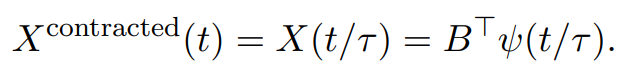 X^contracted(t) = X(t/τ) = B^⊤ψ(t/τ).